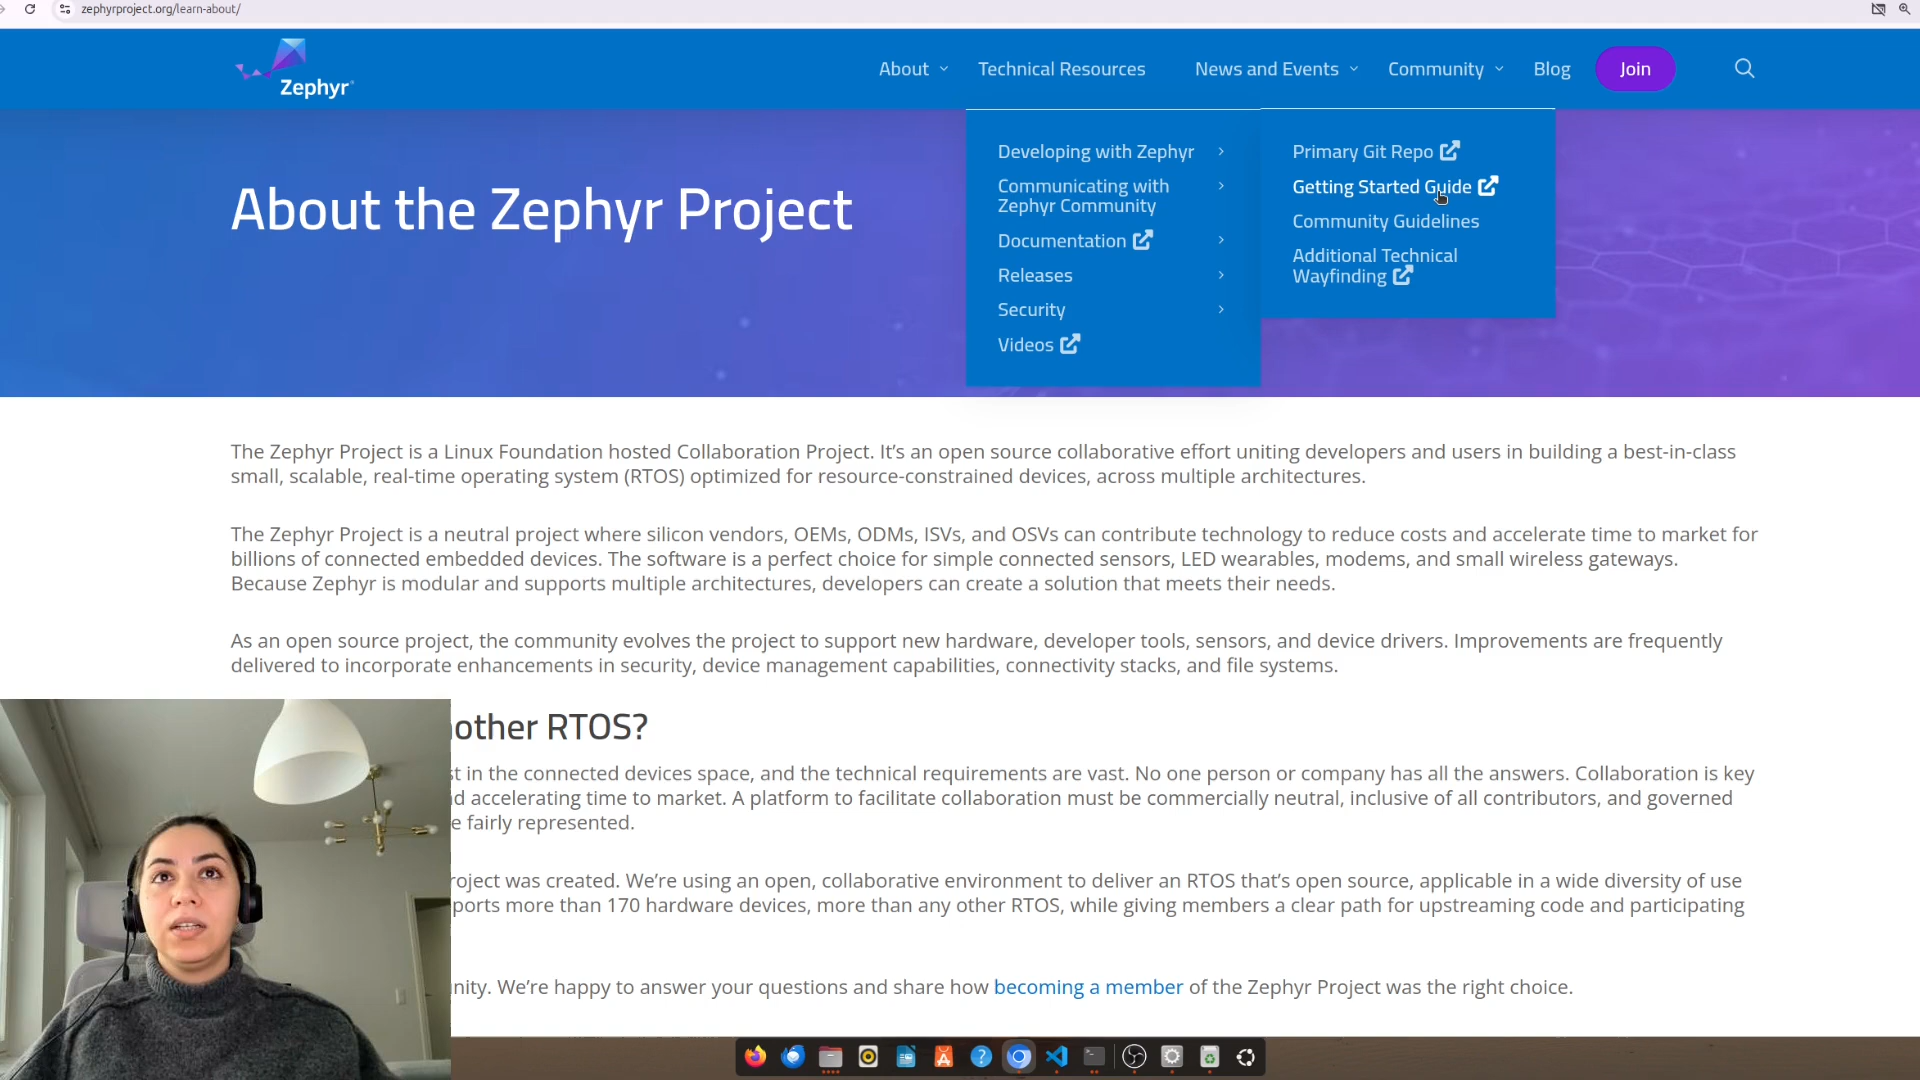 zephyrproject.org/learn-about/
Zephyr
About
Technical Resources
News and Events
Community
Blog
Join
Developing with Zephyr
Communicating with
Zephyr Community
Documentation
Releases
Security
Videos
Primary Git Repo
Getting Started Guide
Community Guidelines
Additional Technical
Wayfinding
About the Zephyr Project
The Zephyr Project is a Linux Foundation hosted Collaboration Project. It’s an open source collaborative effort uniting developers and users in building a best-in-class
small, scalable, real-time operating system (RTOS) optimized for resource-constrained devices, across multiple architectures.
The Zephyr Project is a neutral project where silicon vendors, OEMs, ODMs, ISVs, and OSVs can contribute technology to reduce costs and accelerate time to market for
billions of connected embedded devices. The software is a perfect choice for simple connected sensors, LED wearables, modems, and small wireless gateways.
Because Zephyr is modular and supports multiple architectures, developers can create a solution that meets their needs.
As an open source project, the community evolves the project to support new hardware, developer tools, sensors, and device drivers. Improvements are frequently
delivered to incorporate enhancements in security, device management capabilities, connectivity stacks, and file systems.
other RTOS?
st in the connected devices space, and the technical requirements are vast. No one person or company has all the answers. Collaboration is key
d accelerating time to market. A platform to facilitate collaboration must be commercially neutral, inclusive of all contributors, and governed
e fairly represented.
roject was created. We’re using an open, collaborative environment to deliver an RTOS that’s open source, applicable in a wide diversity of use
ports more than 170 hardware devices, more than any other RTOS, while giving members a clear path for upstreaming code and participating
nity. We’re happy to answer your questions and share how becoming a member of the Zephyr Project was the right choice.